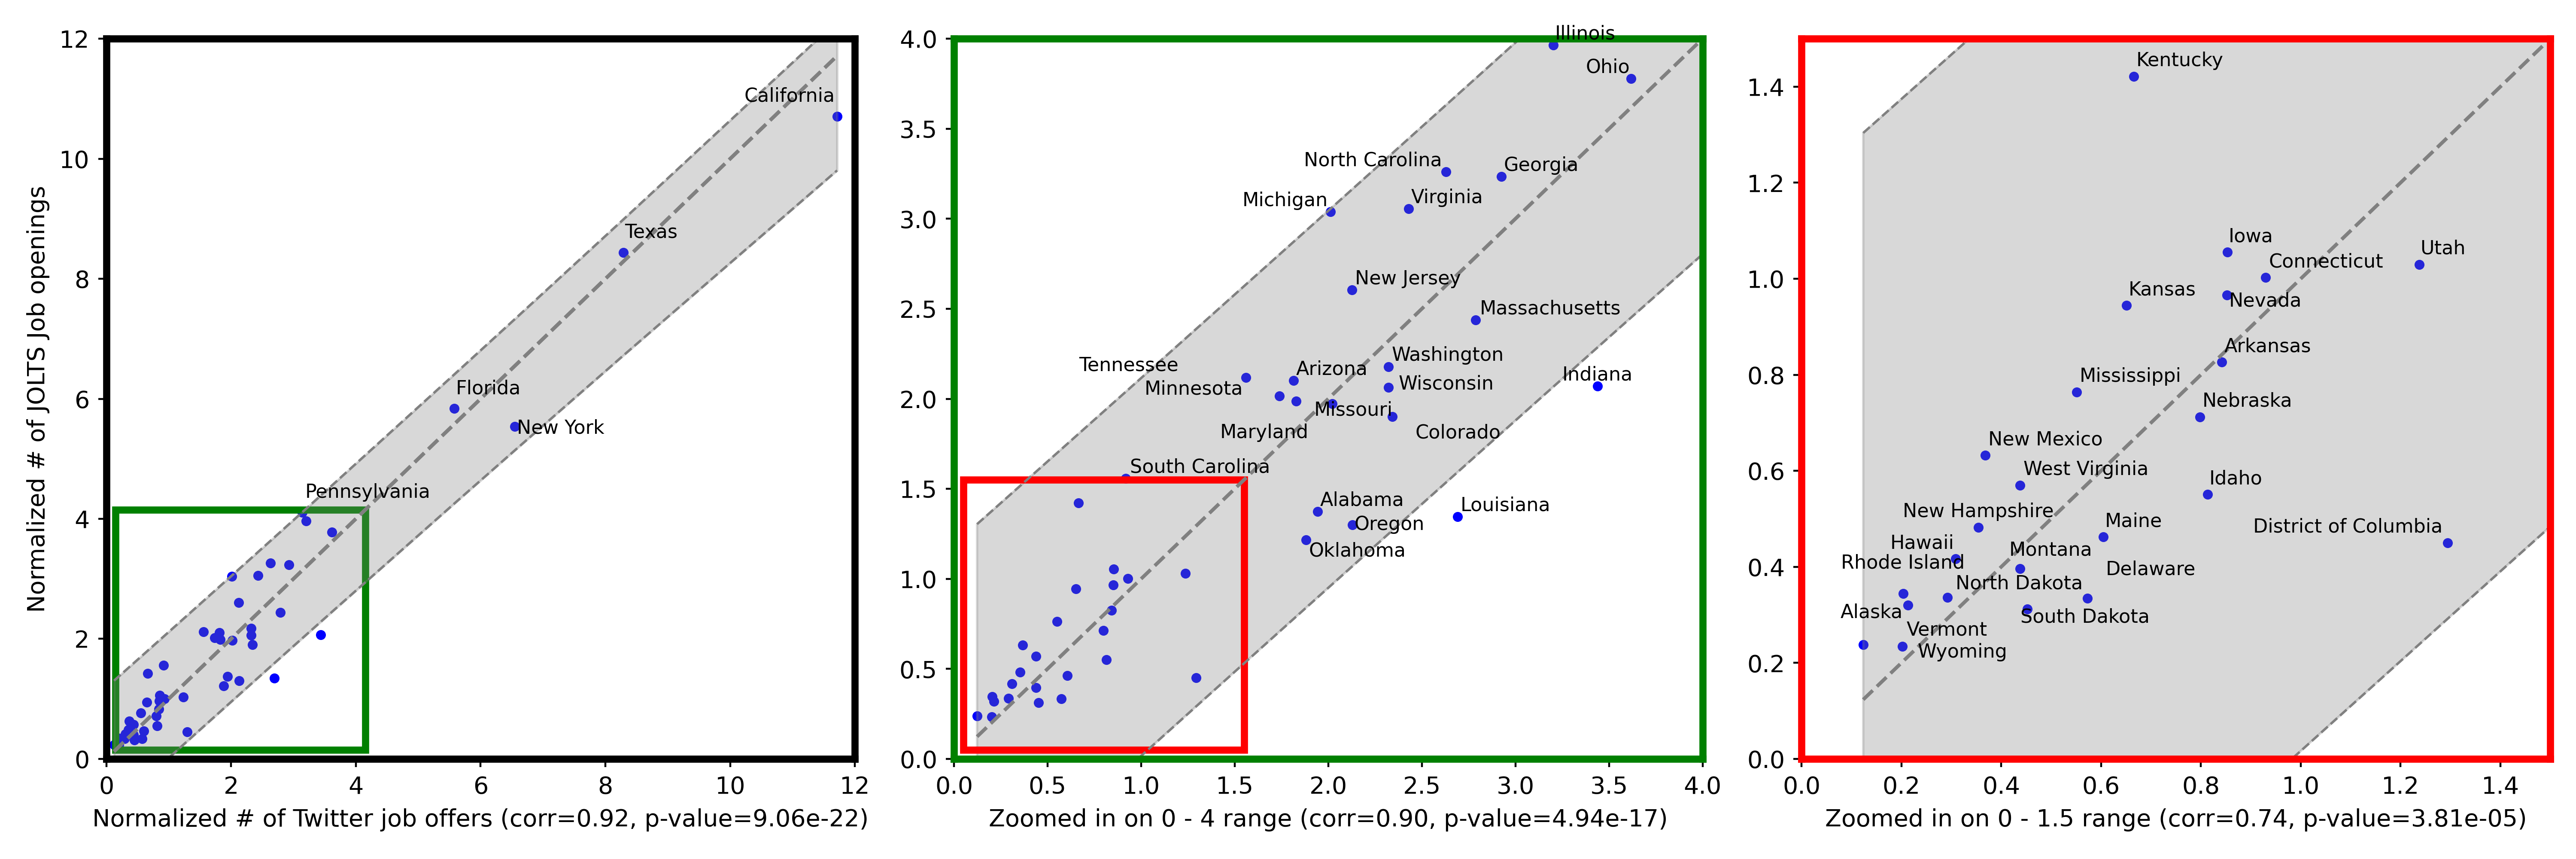 Normalized # of JOLTS Job openings
12
10
8
6
4
2
0
California
Texas
Florida
New York
Pennsylvania
0 2 4 6 8 10 12
Normalized # of Twitter job offers (corr=0.92, p-value=9.06e-22)
4.0
3.5
3.0
2.5
2.0
1.5
1.0
0.5
0.0
Illinois
Ohio
North Carolina
Georgia
Michigan
Virginia
New Jersey
Massachusetts
Tennessee
Washington
Arizona
Indiana
Minnesota
Wisconsin
Missouri
Maryland
Colorado
South Carolina
Alabama
Louisiana
Oregon
Oklahoma
0.0 0.5 1.0 1.5 2.0 2.5 3.0 3.5 4.0
Zoomed in on 0 - 4 range (corr=0.90, p-value=4.94e-17)
1.4
1.2
1.0
0.8
0.6
0.4
0.2
0.0
Kentucky
Iowa
Utah
Connecticut
Kansas
Nevada
Arkansas
Mississippi
Nebraska
New Mexico
West Virginia
Idaho
New Hampshire
Maine
District of Columbia
Hawaii
Montana
Rhode Island
Delaware
North Dakota
Alaska
South Dakota
Vermont
Wyoming
0.0 0.2 0.4 0.6 0.8 1.0 1.2 1.4
Zoomed in on 0 - 1.5 range (corr=0.74, p-value=3.81e-05)